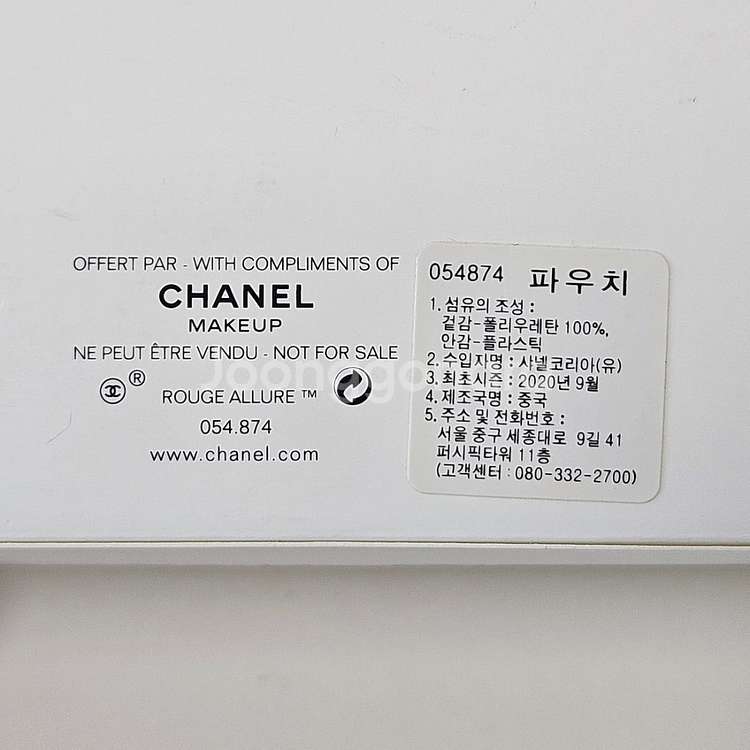 OFFERT PAR - WITH COMPLIMENTS OF
CHANEL
MAKEUP
NE PEUT ÊTRE VENDU - NOT FOR SALE
® ROUGE ALLURE ™
054.874
www.chanel.com
054874 파우치
1. 섬유의 조성 :
겉감-폴리우레탄 100%,
안감-플라스틱
2. 수입자명 : 샤넬코리아(유)
3. 최초시즌 : 2020년 9월
4. 제조국명 : 중국
5. 주소 및 전화번호 :
서울 중구 세종대로 9길 41
퍼시픽타워 11층
(고객센터 : 080-332-2700)